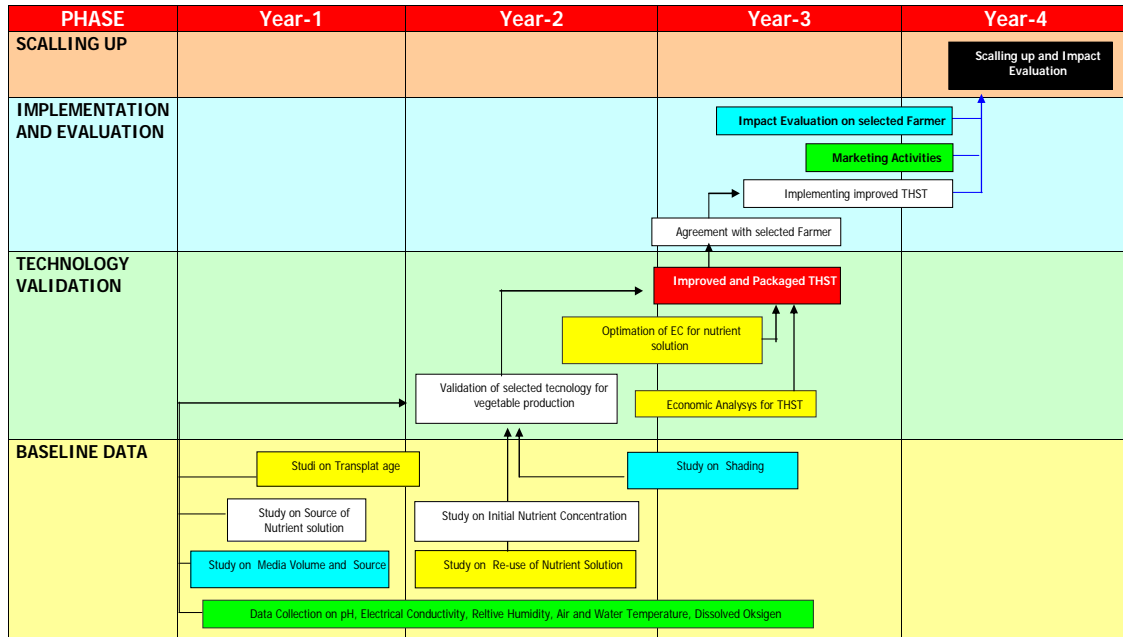 PHASE Year-1 Year-2 Year-3 Year-4
SCALLING UP
Scalling up and Impact
Evaluation
IMPLEMENTATION
AND EVALUATION
Impact Evaluation on selected Farmer
Marketing Activities
Implementing improved THST
Agreement with selected Farmer
TECHNOLOGY
VALIDATION
Improved and Packaged THST
Optimation of EC for nutrient
solution
Validation of selected tecnology for
vegetable production
Economic Analysys for THST
BASELINE DATA
Studi on Transplat age
Study on Shading
Study on Source of
Nutrient solution
Study on Initial Nutrient Concentration
Study on Media Volume and Source
Study on Re-use of Nutrient Solution
Data Collection on pH, Electrical Conductivity, Reltive Humidity, Air and Water Temperature, Dissolved Oksigen